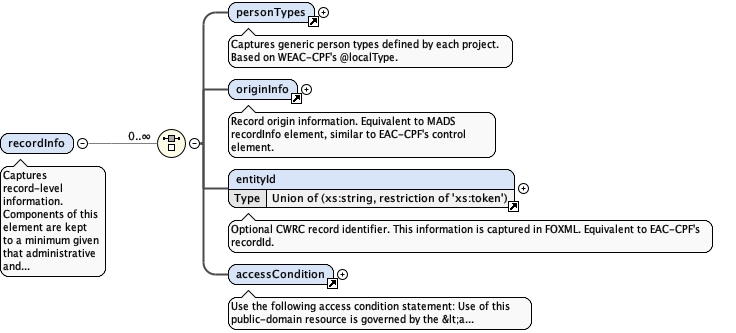 personTypes
Captures generic person types defined by each project.
Based on WEAC-CPF's @localType.
originInfo
Record origin information. Equivalent to MADS
recordInfo element, similar to EAC-CPF's control
element.
recordInfo
0..∞
Captures
record-level
information.
Components of this
element are kept
to a minimum given
that administrative
and...
entityId
Type Union of (xs:string, restriction of 'xs:token')
Optional CWRC record identifier. This information is captured in FOXML. Equivalent to EAC-CPF's
recordId.
accessCondition
Use the following access condition statement: Use of this
public-domain resource is governed by the &lt;a...